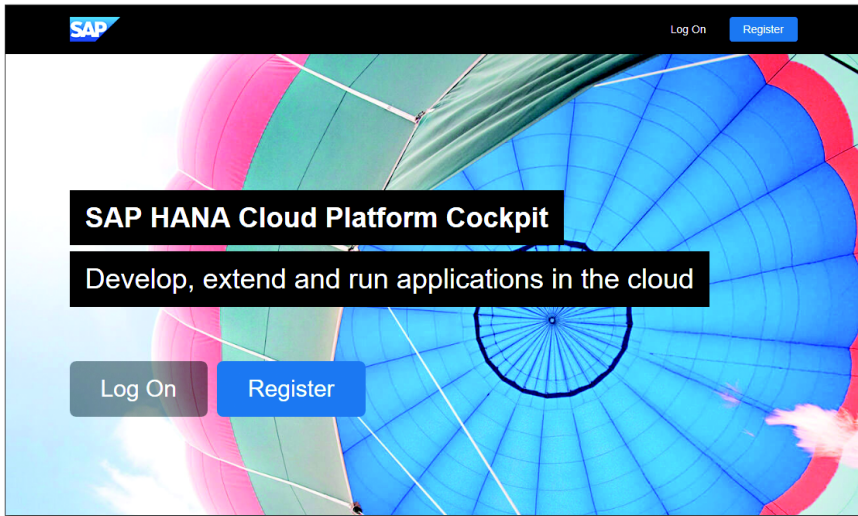 SAP
Log On
Register
SAP HANA Cloud Platform Cockpit
Develop, extend and run applications in the cloud
Log On
Register